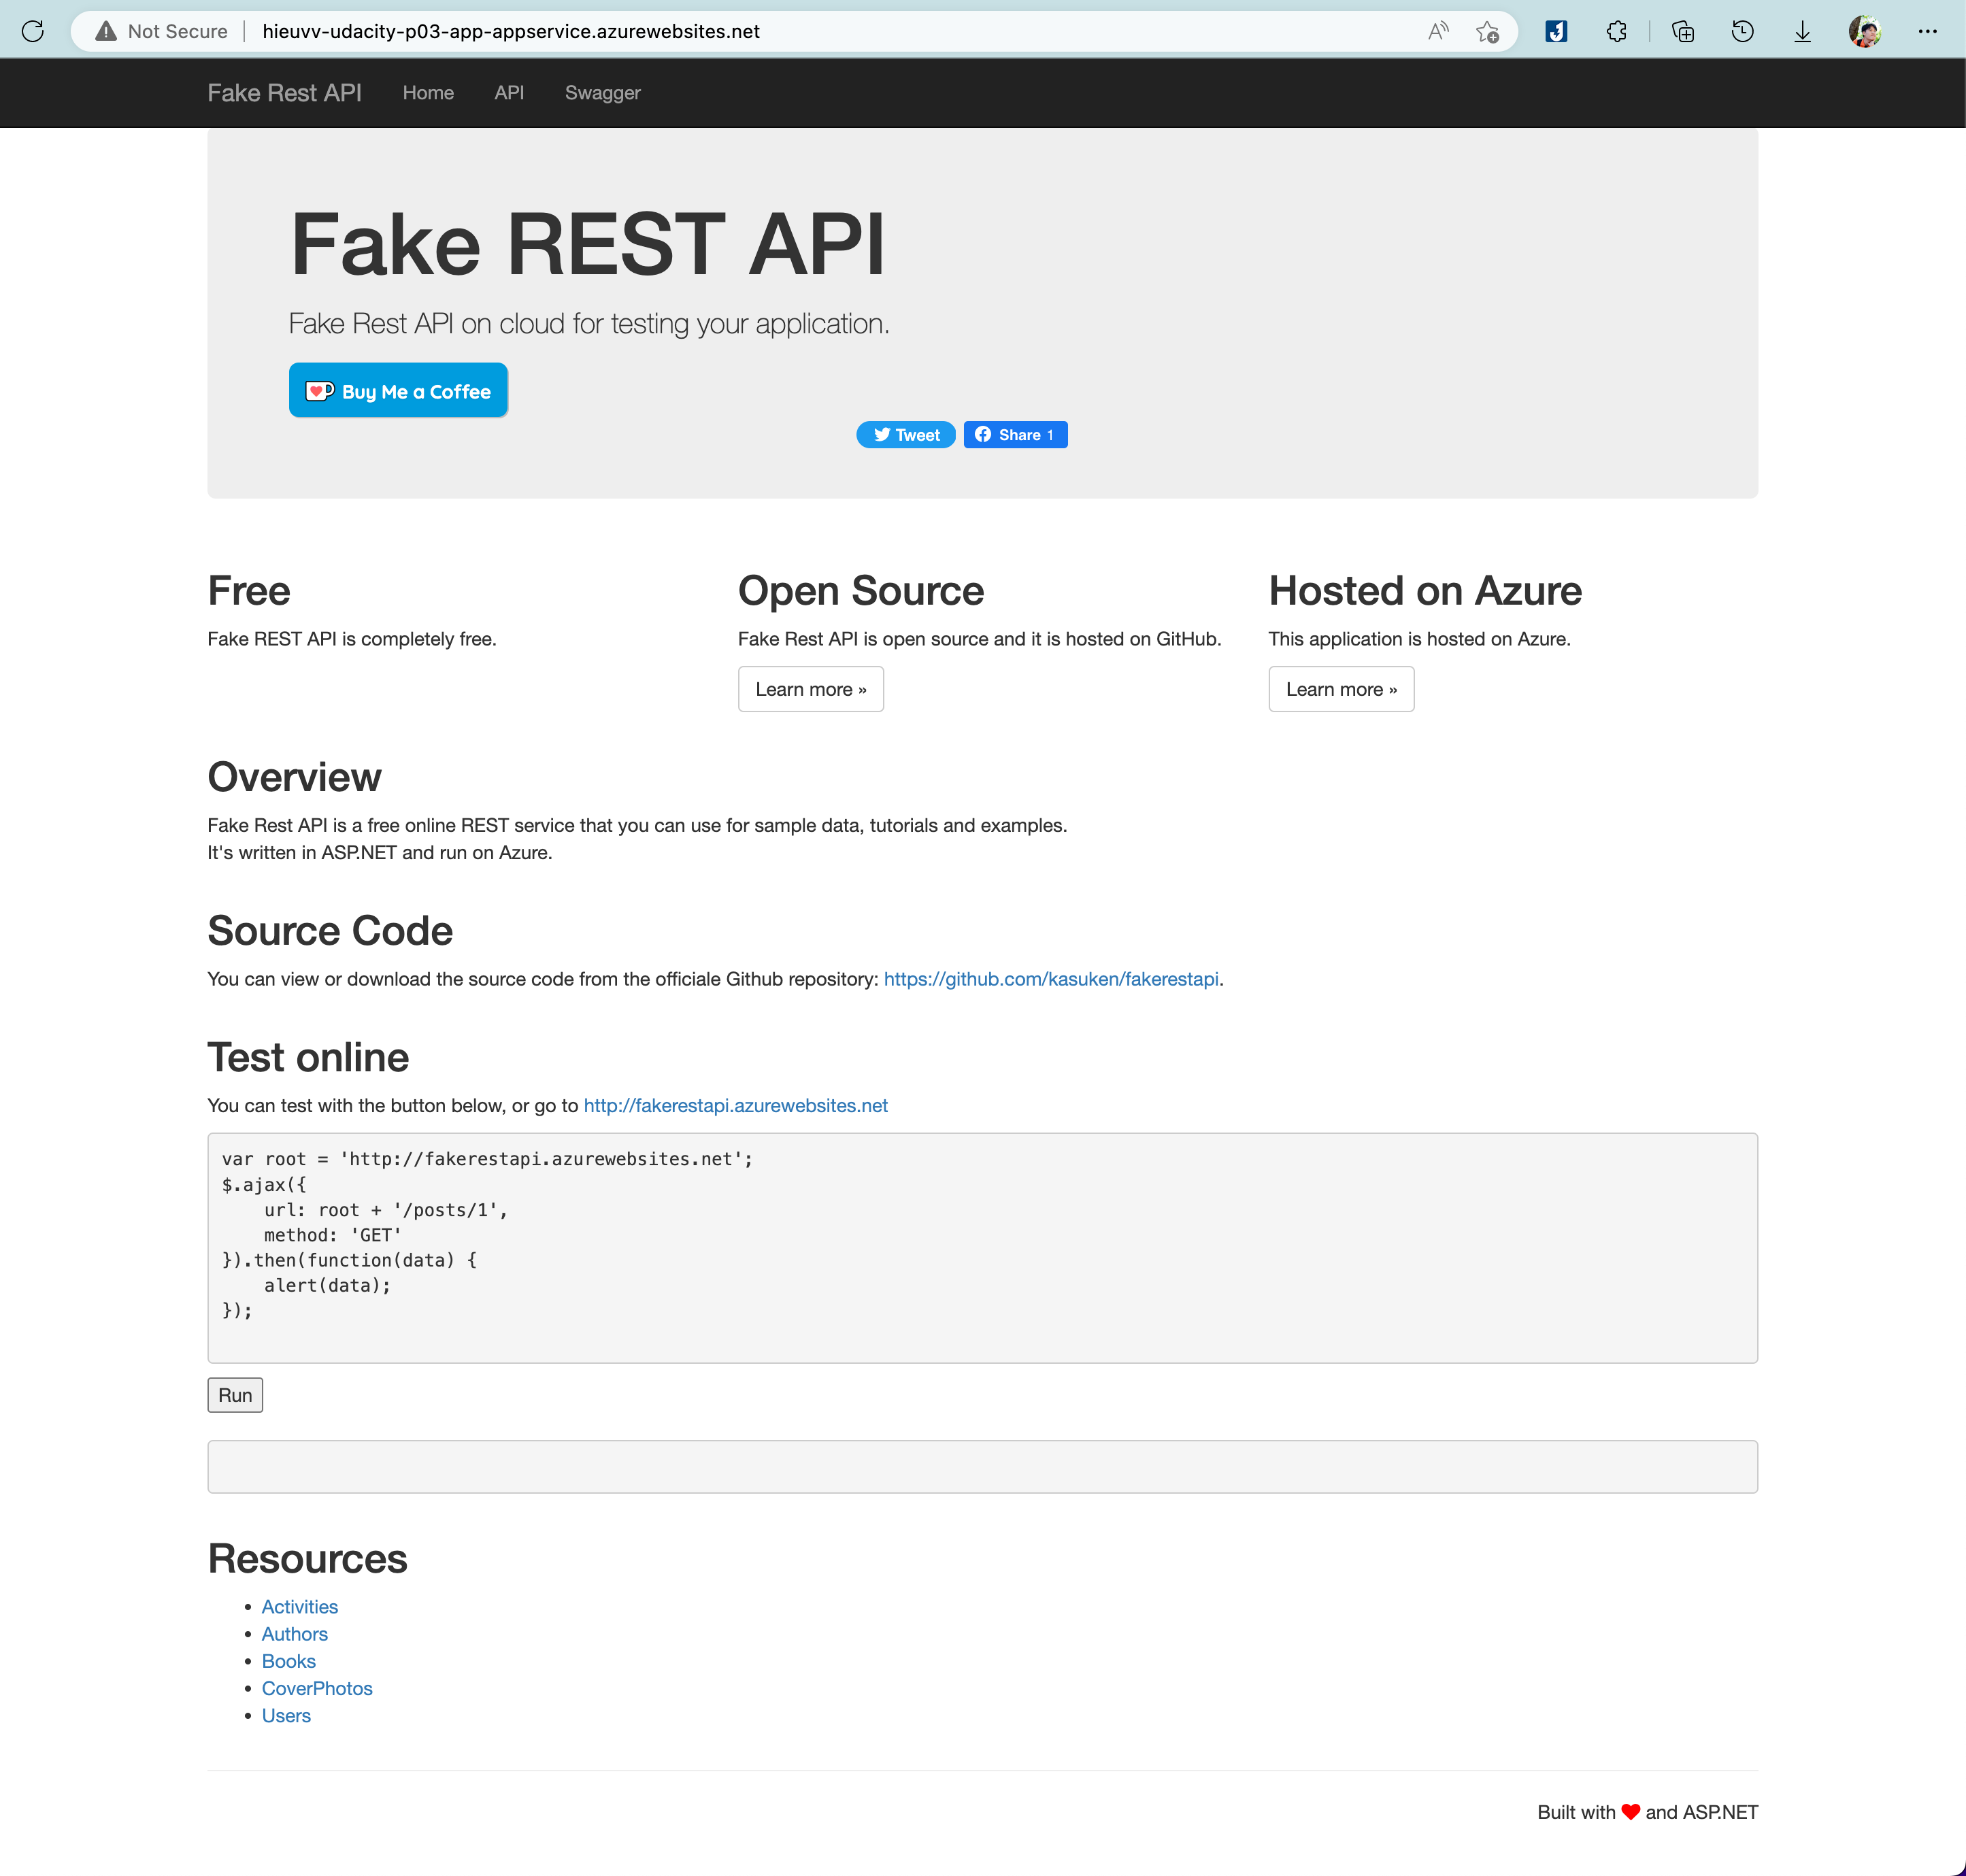 Not Secure hieuvv-udacity-p03-app-appservice.azurewebsites.net
Fake Rest API Home API Swagger
Fake REST API
Fake Rest API on cloud for testing your application.
Buy Me a Coffee
Tweet Share 1
Free
Fake REST API is completely free.
Open Source
Fake Rest API is open source and it is hosted on GitHub.
Learn more »
Hosted on Azure
This application is hosted on Azure.
Learn more »
Overview
Fake Rest API is a free online REST service that you can use for sample data, tutorials and examples.
It's written in ASP.NET and run on Azure.
Source Code
You can view or download the source code from the officiale Github repository: https://github.com/kasuken/fakerestapi.
Test online
You can test with the button below, or go to http://fakerestapi.azurewebsites.net
var root = 'http://fakerestapi.azurewebsites.net';
$.ajax({
    url: root + '/posts/1',
    method: 'GET'
}).then(function(data) {
    alert(data);
});
Run
Resources
• Activities
• Authors
• Books
• CoverPhotos
• Users
Built with ❤ and ASP.NET